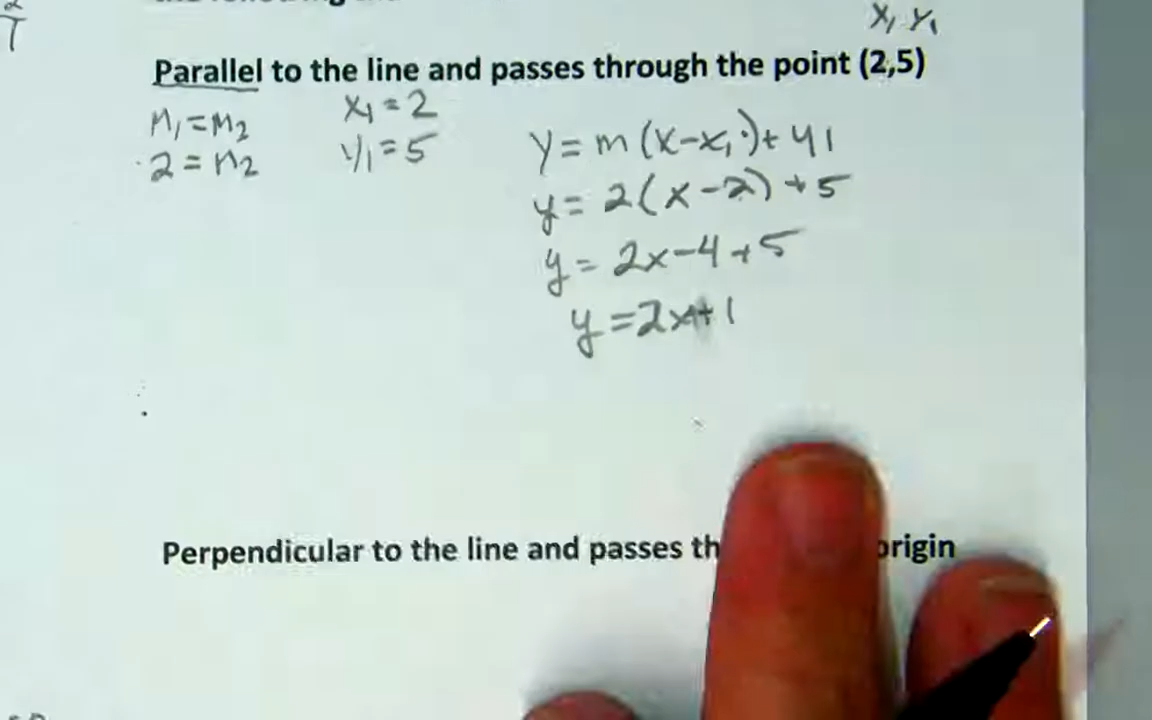 x₁ y₁
Parallel to the line and passes through the point (2,5)
M₁=M₂
2 = M₂
x₁ = 2
y₁ = 5
y = m(x-x₁)+y1
y = 2(x-2)+5
y = 2x-4+5
y=2x+1
Perpendicular to the line and passes th origin